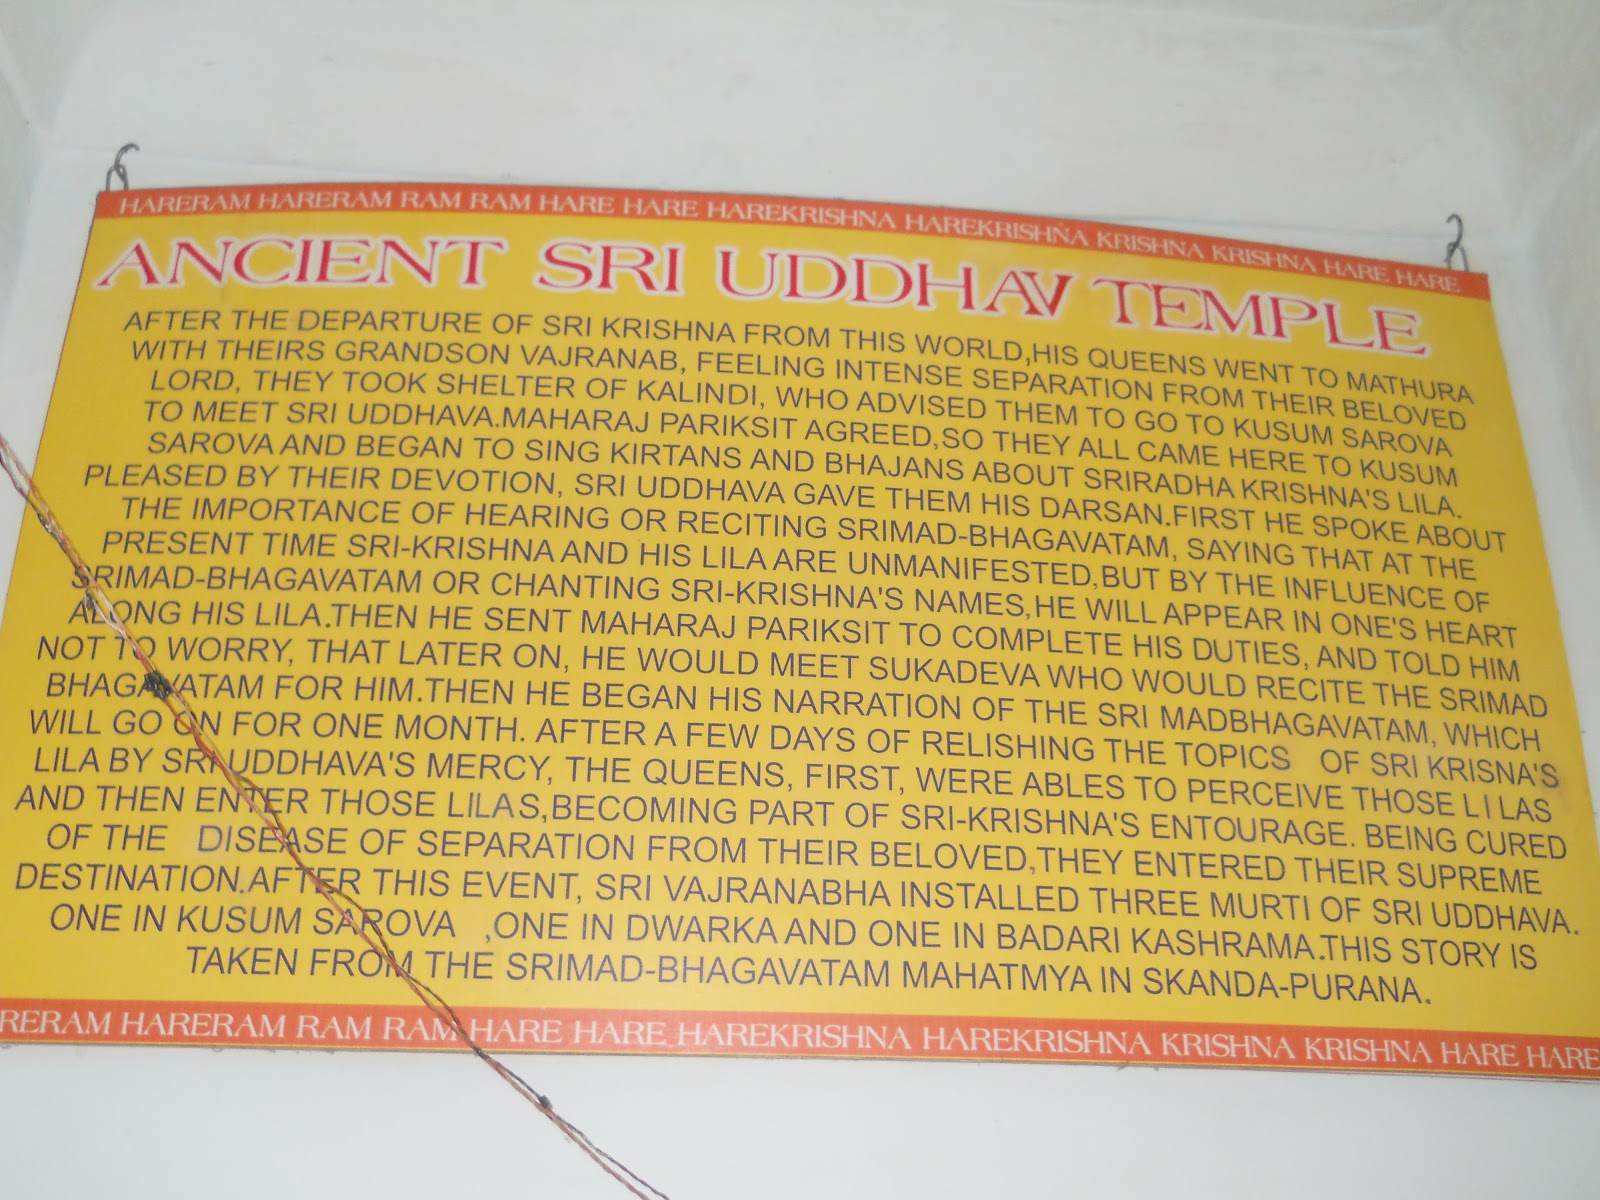 HARERAM HARERAM RAM RAM HARE HARE HAREKRISHNA HAREKRISHNA KRISHNA KRISHNA HARE HARE
ANCIENT SRI UDDHAV TEMPLE
AFTER THE DEPARTURE OF SRI KRISHNA FROM THIS WORLD,HIS QUEENS WENT TO MATHURA
WITH THEIRS GRANDSON VAJRANAB, FEELING INTENSE SEPARATION FROM THEIR BELOVED
LORD, THEY TOOK SHELTER OF KALINDI, WHO ADVISED THEM TO GO TO KUSUM SAROVA
TO MEET SRI UDDHAVA.MAHARAJ PARIKSIT AGREED,SO THEY ALL CAME HERE TO KUSUM
SAROVA AND BEGAN TO SING KIRTANS AND BHAJANS ABOUT SRIRADHA KRISHNA'S LILA.
PLEASED BY THEIR DEVOTION, SRI UDDHAVA GAVE THEM HIS DARSAN.FIRST HE SPOKE ABOUT
THE IMPORTANCE OF HEARING OR RECITING SRIMAD-BHAGAVATAM, SAYING THAT AT THE
PRESENT TIME SRI-KRISHNA AND HIS LILA ARE UNMANIFESTED,BUT BY THE INFLUENCE OF
SRIMAD-BHAGAVATAM OR CHANTING SRI-KRISHNA'S NAMES,HE WILL APPEAR IN ONE'S HEART
ALONG HIS LILA.THEN HE SENT MAHARAJ PARIKSIT TO COMPLETE HIS DUTIES, AND TOLD HIM
NOT TO WORRY, THAT LATER ON, HE WOULD MEET SUKADEVA WHO WOULD RECITE THE SRIMAD
BHAGAVATAM FOR HIM.THEN HE BEGAN HIS NARRATION OF THE SRI MADBHAGAVATAM, WHICH
WILL GO ON FOR ONE MONTH. AFTER A FEW DAYS OF RELISHING THE TOPICS OF SRI KRISNA'S
LILA BY SRI UDDHAVA'S MERCY, THE QUEENS, FIRST, WERE ABLES TO PERCEIVE THOSE LILAS
AND THEN ENTER THOSE LILAS,BECOMING PART OF SRI-KRISHNA'S ENTOURAGE. BEING CURED
OF THE DISEASE OF SEPARATION FROM THEIR BELOVED,THEY ENTERED THEIR SUPREME
DESTINATION.AFTER THIS EVENT, SRI VAJRANABHA INSTALLED THREE MURTI OF SRI UDDHAVA.
ONE IN KUSUM SAROVA ,ONE IN DWARKA AND ONE IN BADARI KASHRAMA.THIS STORY IS
TAKEN FROM THE SRIMAD-BHAGAVATAM MAHATMYA IN SKANDA-PURANA.
RERAM HARERAM RAM RAM HARE HARE HAREKRISHNA HAREKRISHNA KRISHNA KRISHNA HARE HARE